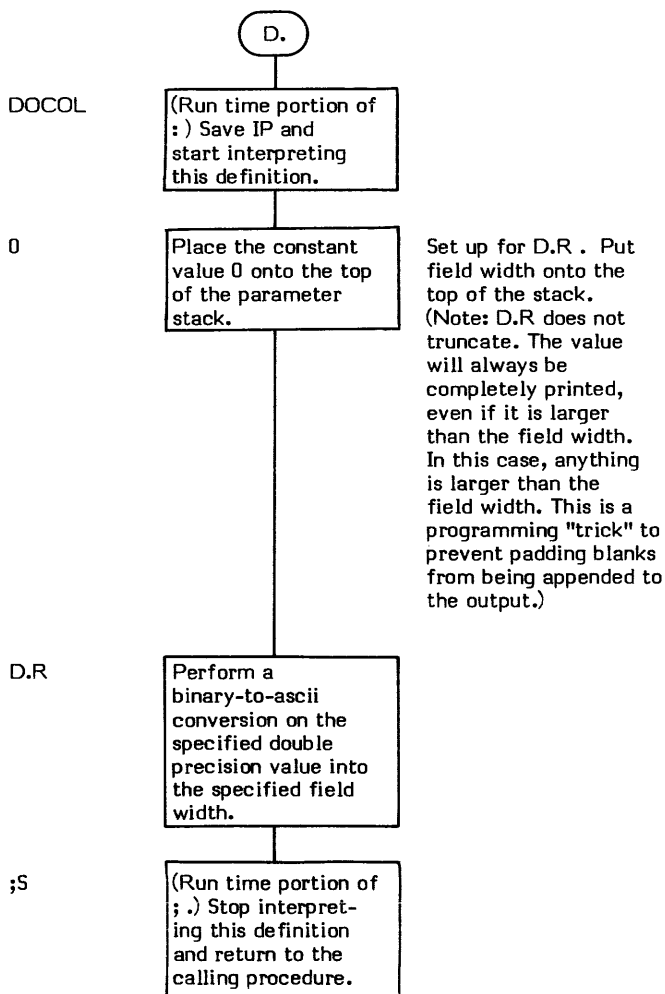 D.
DOCOL
(Run time portion of
: ) Save IP and
start interpreting
this definition.
0
Place the constant
value 0 onto the top
of the parameter
stack.
Set up for D.R . Put
field width onto the
top of the stack.
(Note: D.R does not
truncate. The value
will always be
completely printed,
even if it is larger
than the field width.
In this case, anything
is larger than the
field width. This is a
programming "trick" to
prevent padding blanks
from being appended to
the output.)
D.R
Perform a
binary-to-ascii
conversion on the
specified double
precision value into
the specified field
width.
;S
(Run time portion of
; .) Stop interpret-
ing this definition
and return to the
calling procedure.